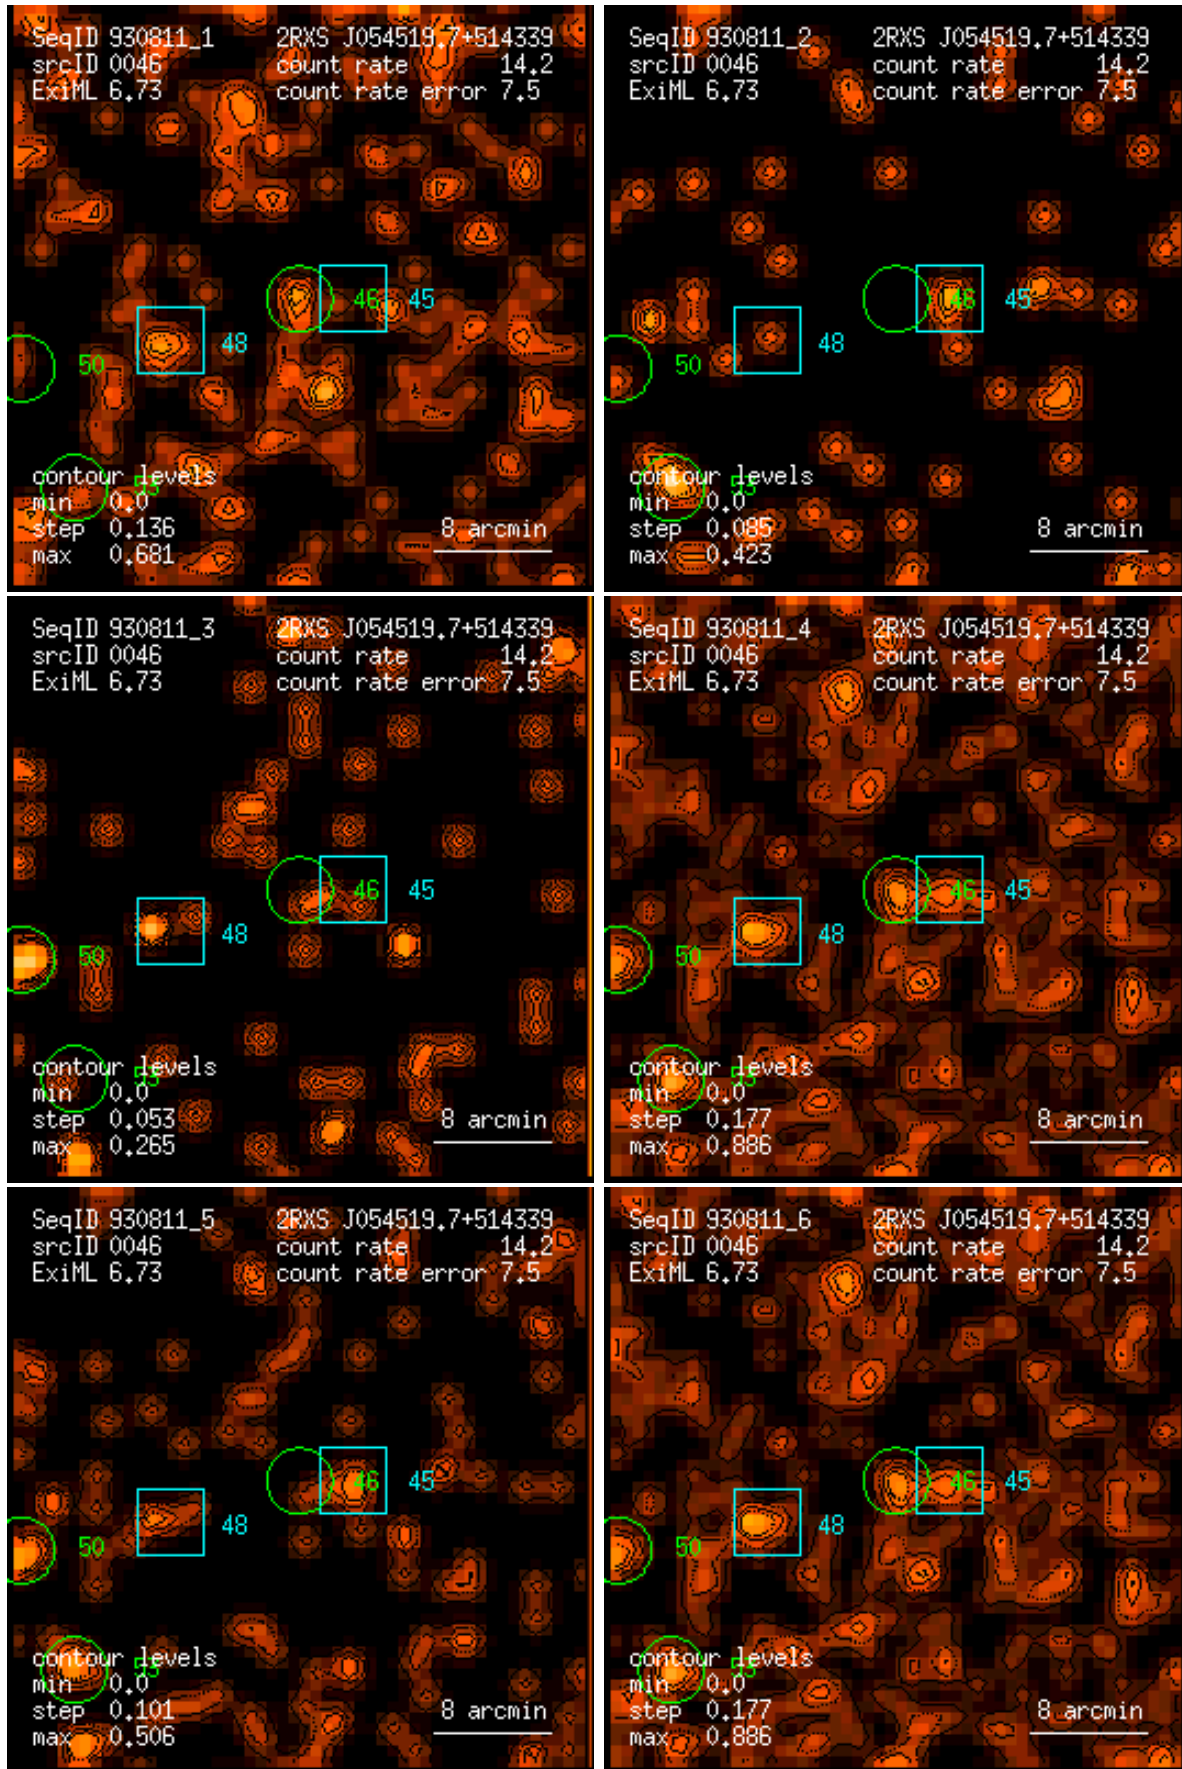 SeqID 930811_1 2RXS J054519.7+514339
srcID 0046 count rate 14.2
ExiML 6.73 count rate error 7.5
46 45
48
50
contour levels
53
min 0.0
step 0.136 8 arcmin
max 0.681
SeqID 930811_2 2RXS J054519.7+514339
srcID 0046 count rate 14.2
ExiML 6.73 count rate error 7.5
46 45
48
50
contour levels
53
min 0.0
step 0.085 8 arcmin
max 0.423
SeqID 930811_3 2RXS J054519.7+514339
srcID 0046 count rate 14.2
ExiML 6.73 count rate error 7.5
46 45
48
50
contour levels
53
min 0.0
step 0.053 8 arcmin
max 0.265
SeqID 930811_4 2RXS J054519.7+514339
srcID 0046 count rate 14.2
ExiML 6.73 count rate error 7.5
46 45
48
50
contour levels
53
min 0.0
step 0.177 8 arcmin
max 0.886
SeqID 930811_5 2RXS J054519.7+514339
srcID 0046 count rate 14.2
ExiML 6.73 count rate error 7.5
46 45
48
50
contour levels
53
min 0.0
step 0.101 8 arcmin
max 0.506
SeqID 930811_6 2RXS J054519.7+514339
srcID 0046 count rate 14.2
ExiML 6.73 count rate error 7.5
46 45
48
50
contour levels
53
min 0.0
step 0.177 8 arcmin
max 0.886